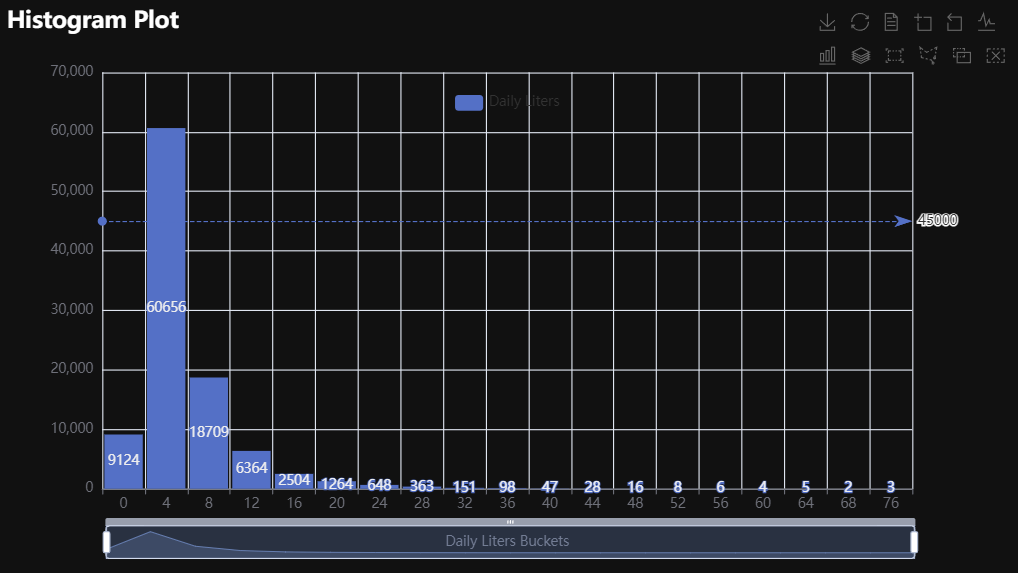 Histogram Plot
70,000
Daily Liters
60,000
50,000
45000
40,000
60656
30,000
20,000
18709
10,000
9124
6364
2504 1264 648 363 151 98 47 28 16 8 6 4 5 2 3
0
0 4 8 12 16 20 24 28 32 36 40 44 48 52 56 60 64 68 76
Daily Liters Buckets